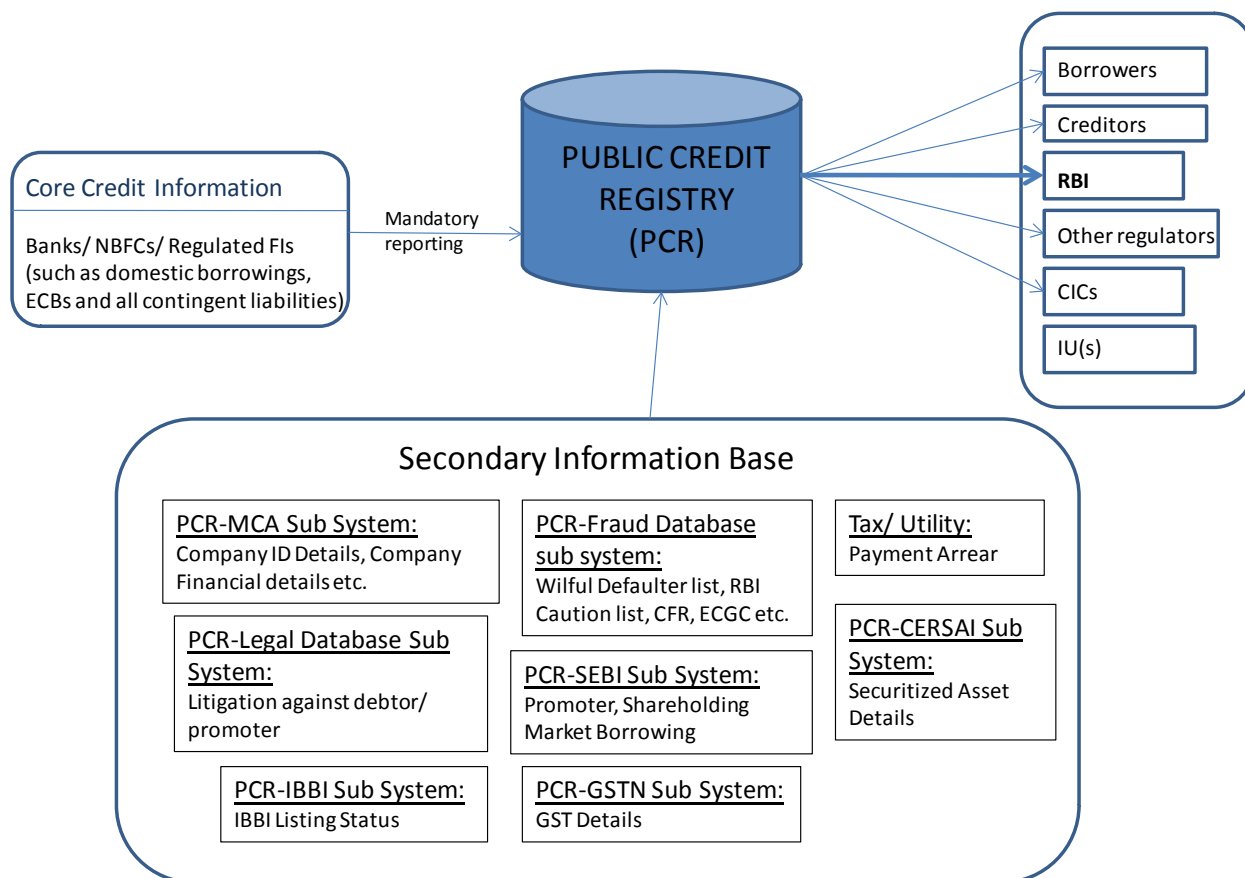 Core Credit Information
Banks/ NBFCs/ Regulated FIs
(such as domestic borrowings,
ECBs and all contingent liabilities)
Mandatory
reporting
PUBLIC CREDIT
REGISTRY
(PCR)
Borrowers
Creditors
RBI
Other regulators
CICs
IU(s)
Secondary Information Base
PCR-MCA Sub System:
Company ID Details, Company
Financial details etc.
PCR-Fraud Database
sub system:
Wilful Defaulter list, RBI
Caution list, CFR, ECGC etc.
Tax/ Utility:
Payment Arrear
PCR-Legal Database Sub
System:
Litigation against debtor/
promoter
PCR-SEBI Sub System:
Promoter, Shareholding
Market Borrowing
PCR-CERSAI Sub
System:
Securitized Asset
Details
PCR-IBBI Sub System:
IBBI Listing Status
PCR-GSTN Sub System:
GST Details